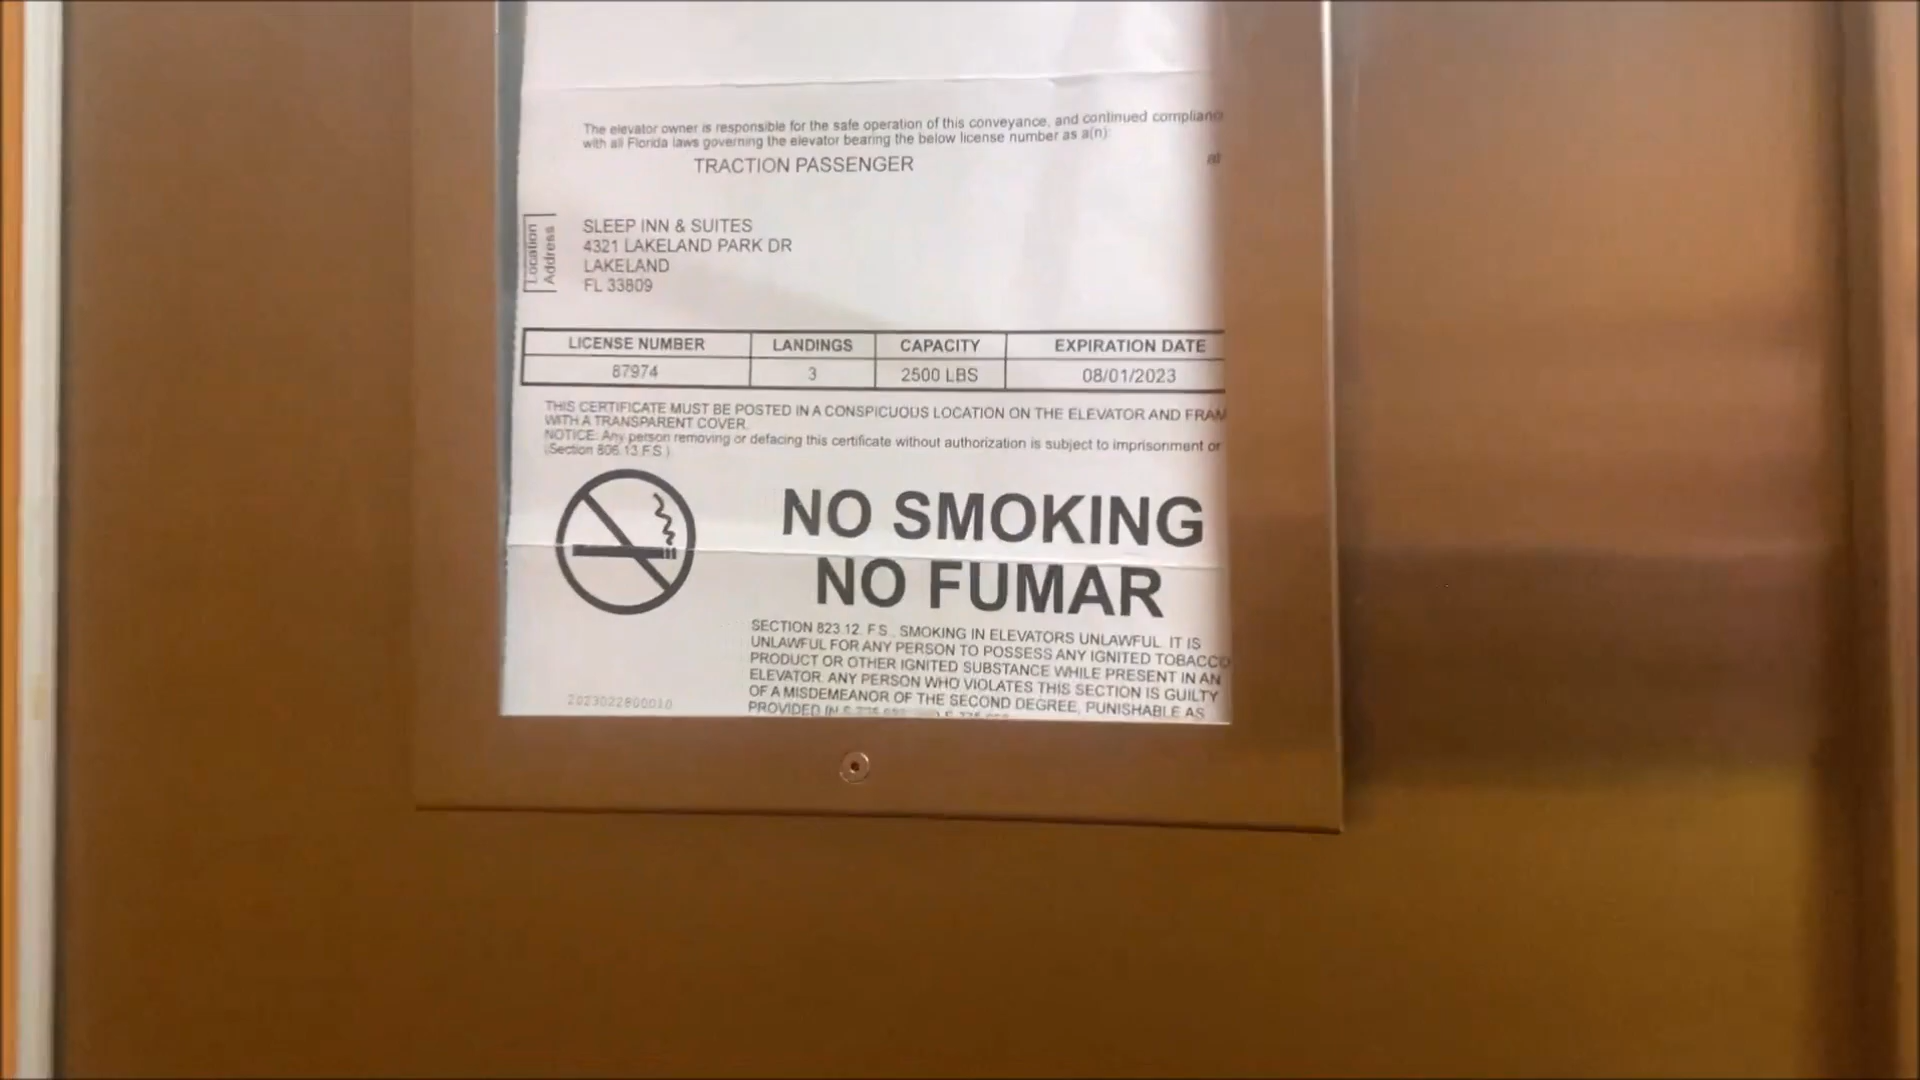 The elevator owner is responsible for the safe operation of this conveyance, and continued complianc
with all Florida laws governing the elevator bearing the below license number as a(n):
TRACTION PASSENGER
Location
Address
SLEEP INN & SUITES
4321 LAKELAND PARK DR
LAKELAND
FL 33809
LICENSE NUMBER LANDINGS CAPACITY EXPIRATION DATE
87974 3 2500 LBS 08/01/2023
THIS CERTIFICATE MUST BE POSTED IN A CONSPICUOUS LOCATION ON THE ELEVATOR AND FRAM
WITH A TRANSPARENT COVER.
NOTICE: Any person removing or defacing this certificate without authorization is subject to imprisonment or
(Section 806.13 F.S.)
NO SMOKING
NO FUMAR
SECTION 823.12. F.S., SMOKING IN ELEVATORS UNLAWFUL. IT IS
UNLAWFUL FOR ANY PERSON TO POSSESS ANY IGNITED TOBACCO
PRODUCT OR OTHER IGNITED SUBSTANCE WHILE PRESENT IN AN
ELEVATOR. ANY PERSON WHO VIOLATES THIS SECTION IS GUILTY
OF A MISDEMEANOR OF THE SECOND DEGREE, PUNISHABLE AS
PROVIDED IN
2023022800010